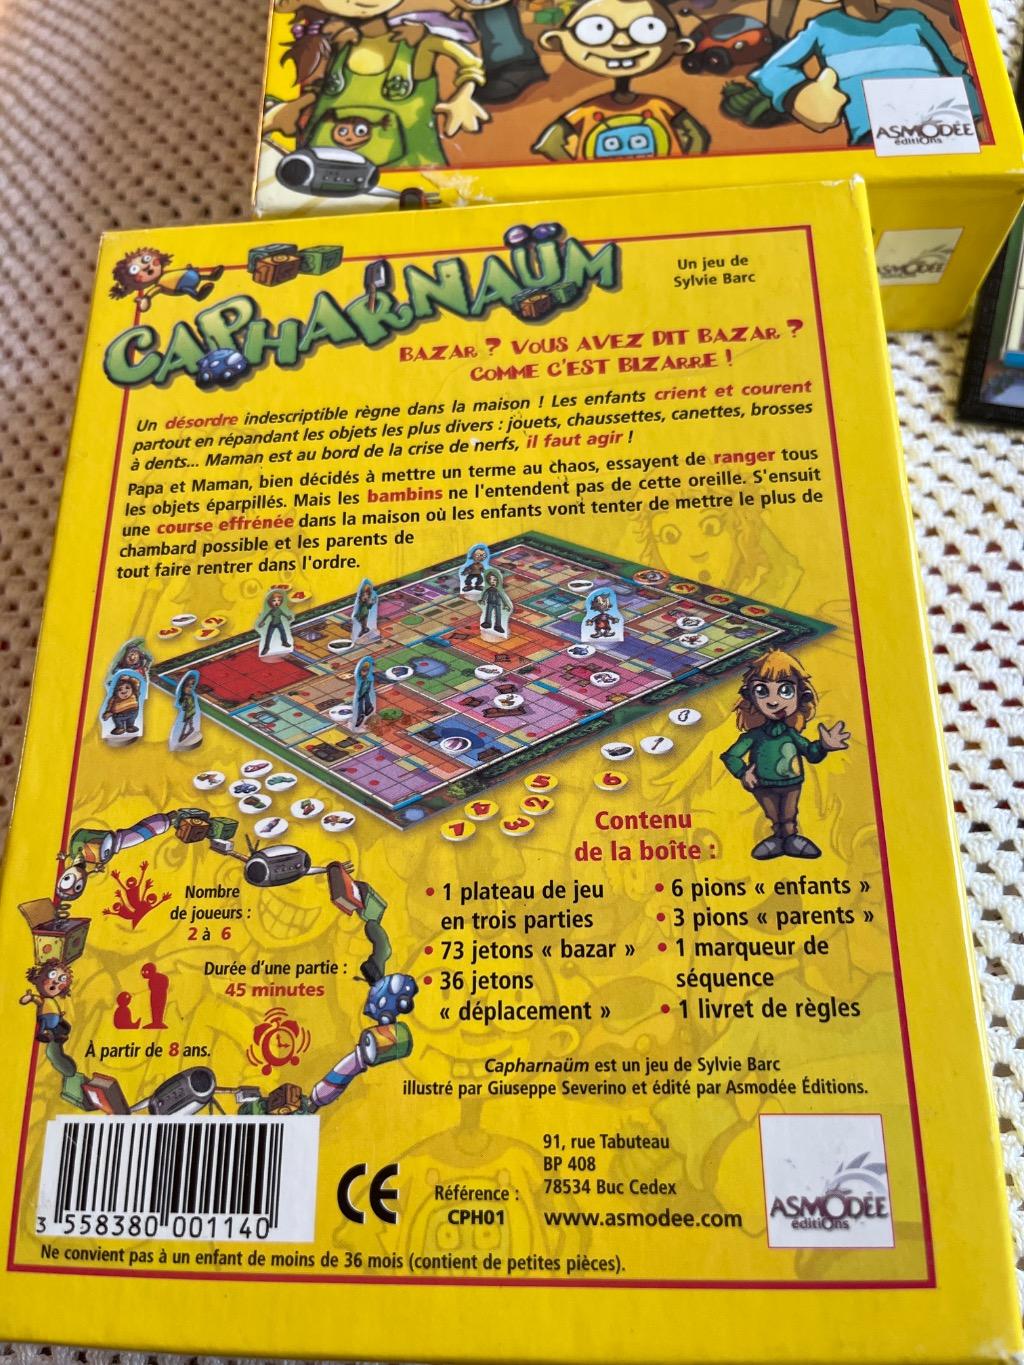 ASMODÉE
éditions
ASMODÉE
CAPHARNAÜM
Un jeu de
Sylvie Barc
BAZAR ? VOUS AVEZ DIT BAZAR ?
COMME C'EST BIZARRE !
Un désordre indescriptible règne dans la maison ! Les enfants crient et courent
partout en répandant les objets les plus divers : jouets, chaussettes, canettes, brosses
à dents... Maman est au bord de la crise de nerfs, il faut agir !
Papa et Maman, bien décidés à mettre un terme au chaos, essayent de ranger tous
les objets éparpillés. Mais les bambins ne l'entendent pas de cette oreille. S'ensuit
une course effrénée dans la maison où les enfants vont tenter de mettre le plus de
chambard possible et les parents de
tout faire rentrer dans l'ordre.
Contenu
de la boîte :
• 1 plateau de jeu
en trois parties
• 73 jetons « bazar »
• 36 jetons
« déplacement »
• 6 pions « enfants »
• 3 pions « parents »
• 1 marqueur de
séquence
• 1 livret de règles
Nombre
de joueurs :
2 à 6
Durée d'une partie :
45 minutes
À partir de 8 ans.
Capharnaüm est un jeu de Sylvie Barc
illustré par Giuseppe Severino et édité par Asmodée Éditions.
3 558380 001140
CE
Référence :
CPH01
91, rue Tabuteau
BP 408
78534 Buc Cedex
www.asmodee.com
ASMODÉE
éditions
Ne convient pas à un enfant de moins de 36 mois (contient de petites pièces).